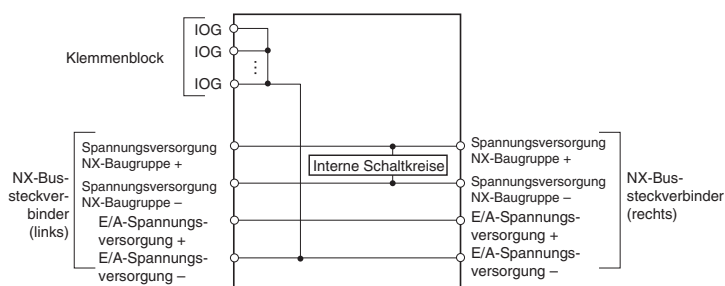 Klemmenblock
IOG
IOG
⋮
IOG
NX-Bus-
steckver-
binder
(links)
Spannungsversorgung
NX-Baugruppe +
Spannungsversorgung
NX-Baugruppe –
E/A-Spannungs-
versorgung +
E/A-Spannungs-
versorgung –
Interne Schaltkreise
Spannungsversorgung
NX-Baugruppe +
Spannungsversorgung
NX-Baugruppe –
E/A-Spannungs-
versorgung +
E/A-Spannungs-
versorgung –
NX-Bus-
steckverbinder
(rechts)